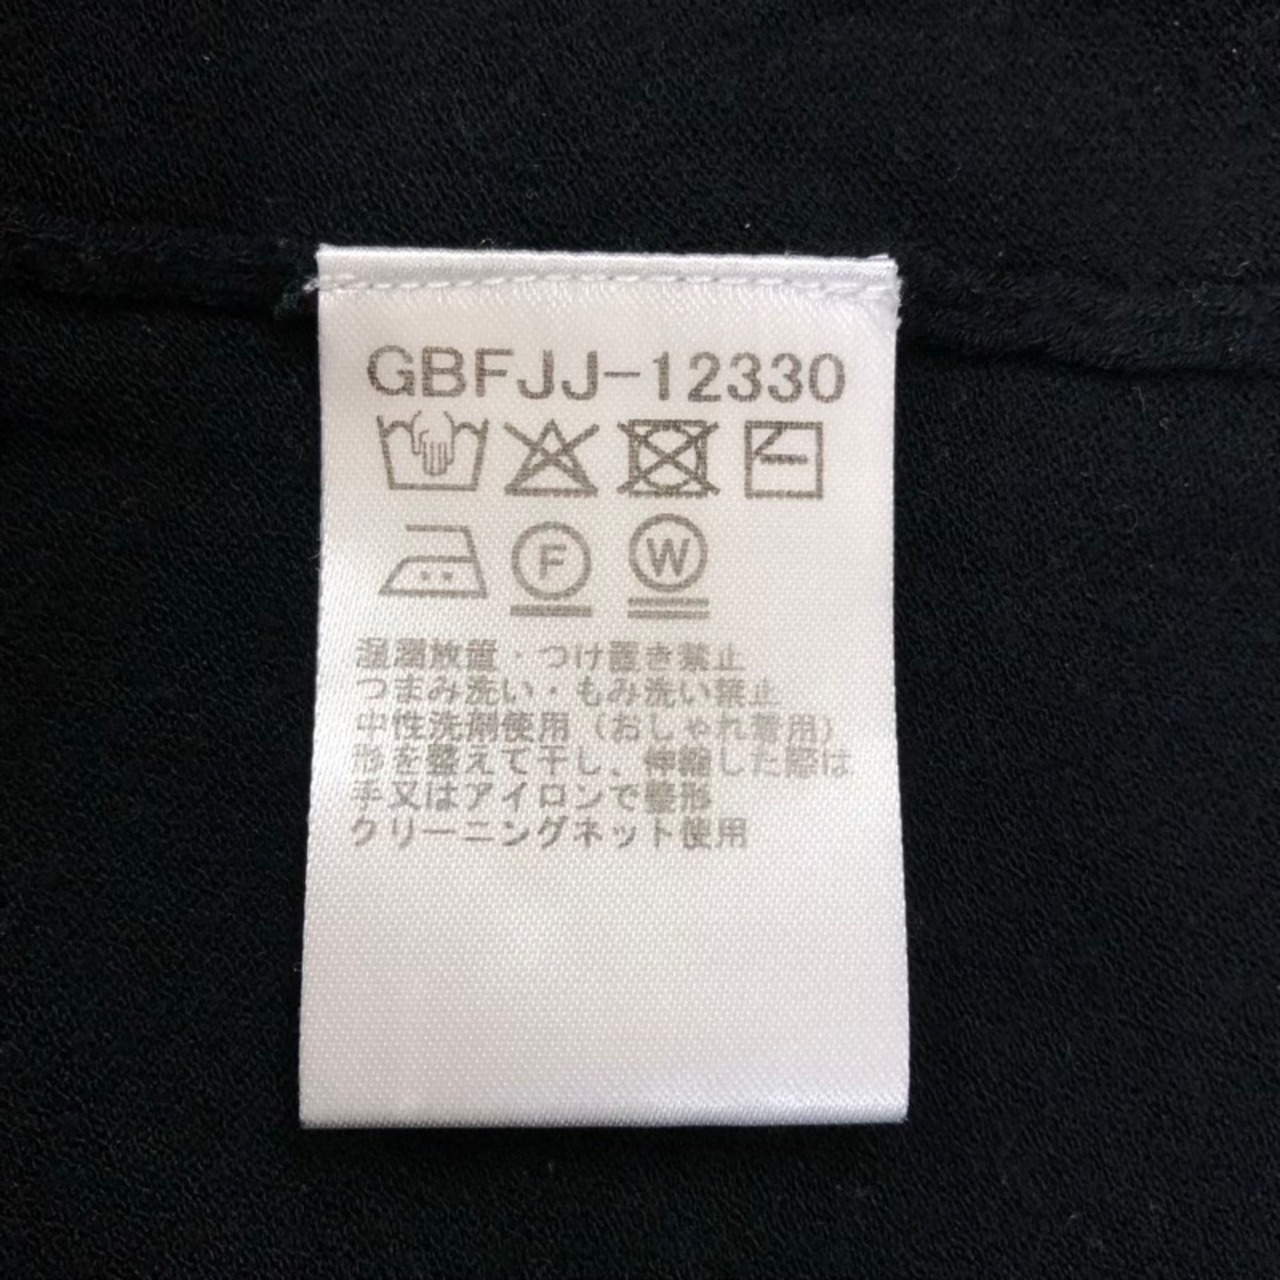 GBFJJ-12330
F W
湿潤放置・つけ置き禁止
つまみ洗い・もみ洗い禁止
中性洗剤使用（おしゃれ着用）
形を整えて干し、伸縮した際は
手又はアイロンで整形
クリーニングネット使用